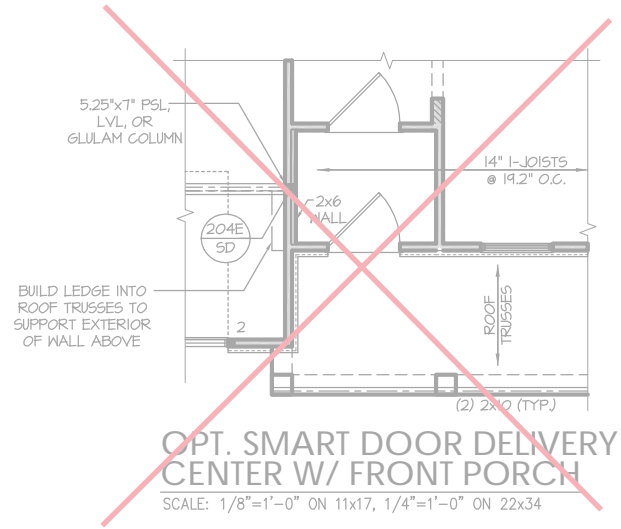 5.25"x7" PSL,
LVL, OR
GLULAM COLUMN
14" I-JOISTS
@ 19.2" O.C.
2x6
WALL
204E
SD
BUILD LEDGE INTO
ROOF TRUSSES TO
SUPPORT EXTERIOR
OF WALL ABOVE
2
ROOF
TRUSSES
(2) 2x10 (TYP.)
OPT. SMART DOOR DELIVERY
CENTER W/ FRONT PORCH
SCALE: 1/8"=1'-0" ON 11x17, 1/4"=1'-0" ON 22x34